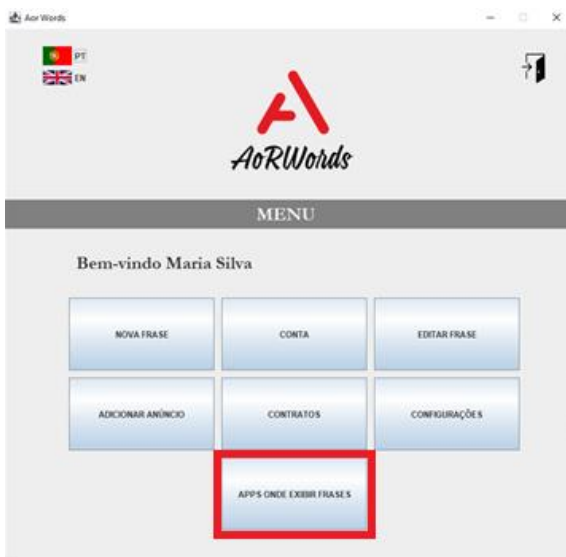 Aor Words
PT
EN
AoRWords
MENU
Bem-vindo Maria Silva
NOVA FRASE
CONTA
EDITAR FRASE
ADICIONAR ANÚNCIO
CONTRATOS
CONFIGURAÇÕES
APPS ONDE EXIBIR FRASES